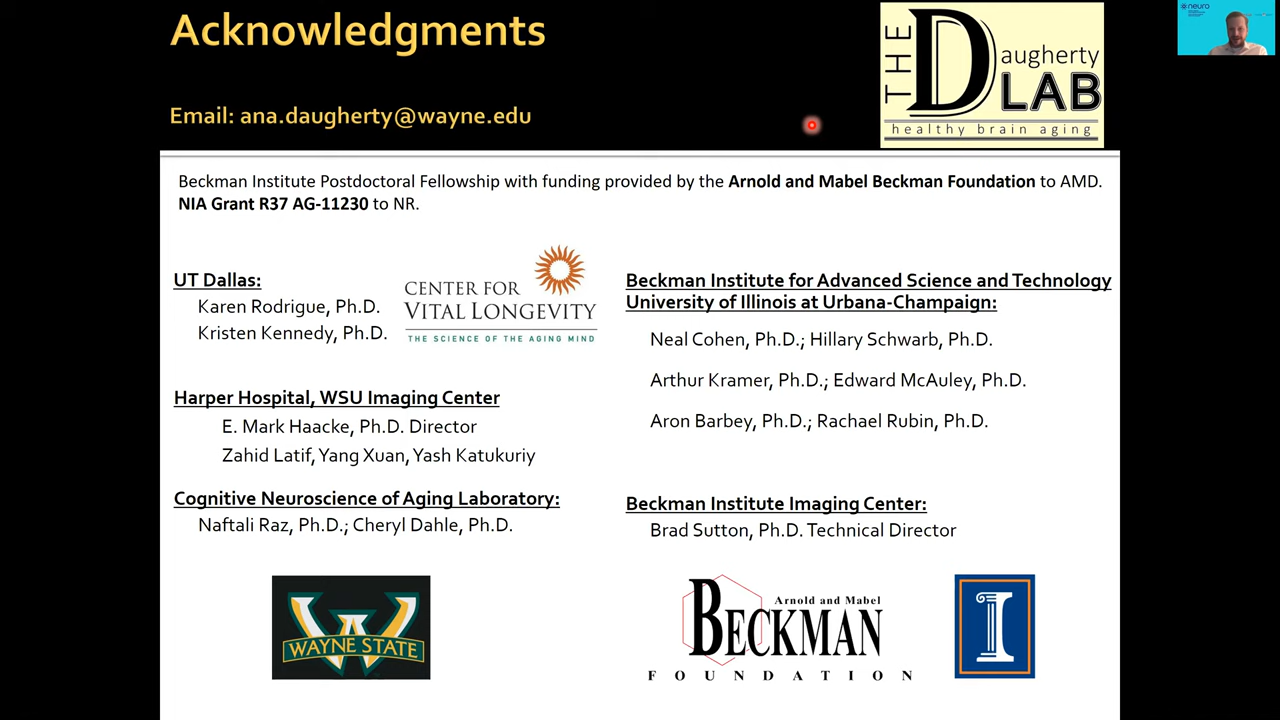 Acknowledgments
Email: ana.daugherty@wayne.edu
THE
Daugherty
LAB
healthy brain aging
neuro
Beckman Institute Postdoctoral Fellowship with funding provided by the Arnold and Mabel Beckman Foundation to AMD.
NIA Grant R37 AG-11230 to NR.
UT Dallas:
Karen Rodrigue, Ph.D.
Kristen Kennedy, Ph.D.
CENTER FOR
VITAL LONGEVITY
THE SCIENCE OF THE AGING MIND
Harper Hospital, WSU Imaging Center
E. Mark Haacke, Ph.D. Director
Zahid Latif, Yang Xuan, Yash Katukuriy
Cognitive Neuroscience of Aging Laboratory:
Naftali Raz, Ph.D.; Cheryl Dahle, Ph.D.
WAYNE STATE
Beckman Institute for Advanced Science and Technology
University of Illinois at Urbana-Champaign:
Neal Cohen, Ph.D.; Hillary Schwarb, Ph.D.
Arthur Kramer, Ph.D.; Edward McAuley, Ph.D.
Aron Barbey, Ph.D.; Rachael Rubin, Ph.D.
Beckman Institute Imaging Center:
Brad Sutton, Ph.D. Technical Director
Arnold and Mabel
BECKMAN
FOUNDATION
I